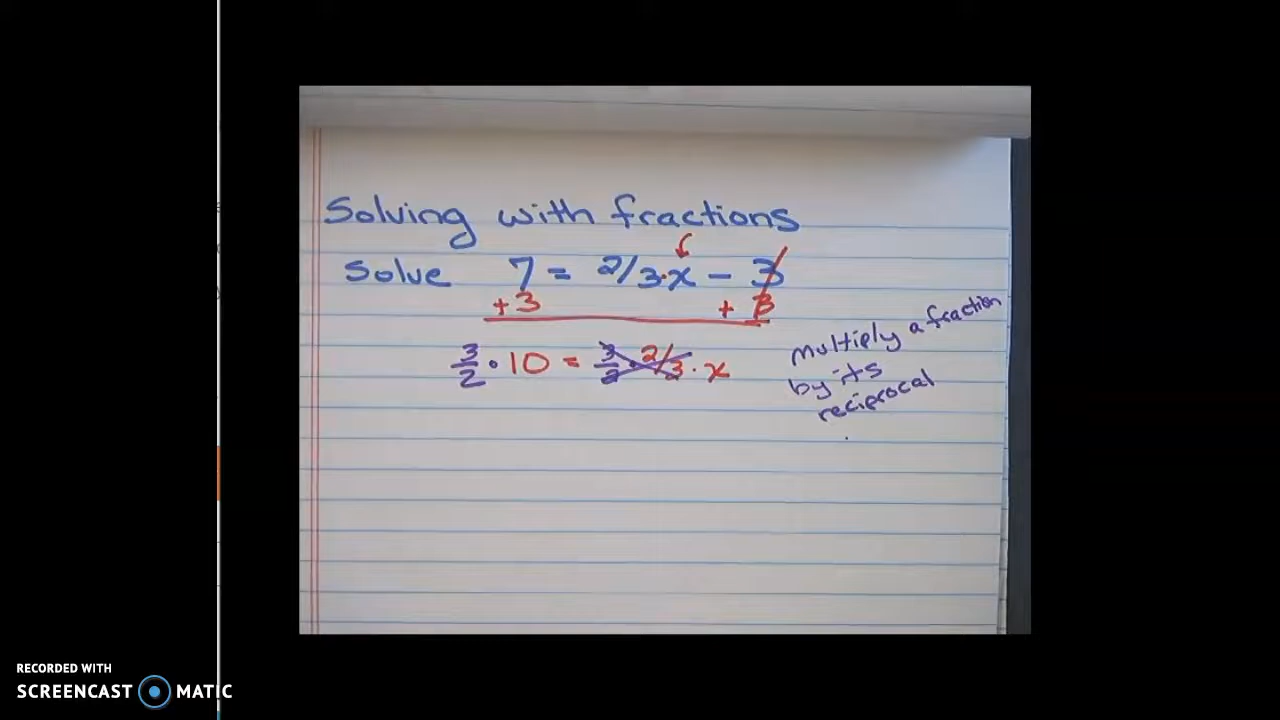 Solving with fractions
Solve 7 = 2/3·x - 3
+3 + 3
3/2 · 10 = 3/2 · 2/3 · x
multiply a fraction
by its
reciprocal
RECORDED WITH
SCREENCAST MATIC